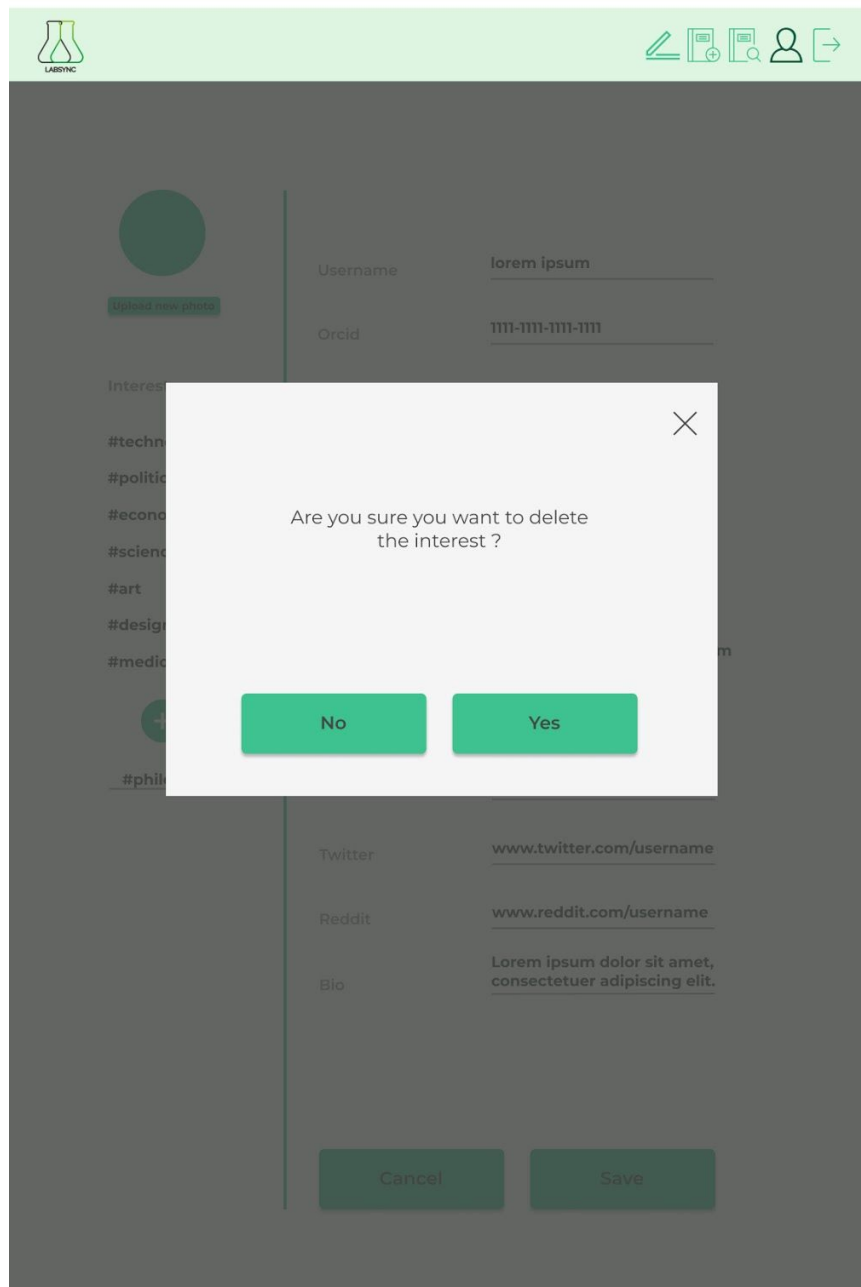 LABSYNC
Upload new photo
Username
lorem ipsum
Orcid
1111-1111-1111-1111
#art
Are you sure you want to delete
the interest ?
No
Yes
Twitter
www.twitter.com/username
Reddit
www.reddit.com/username
Bio
Lorem ipsum dolor sit amet,
consectetuer adipiscing elit.
Cancel
Save